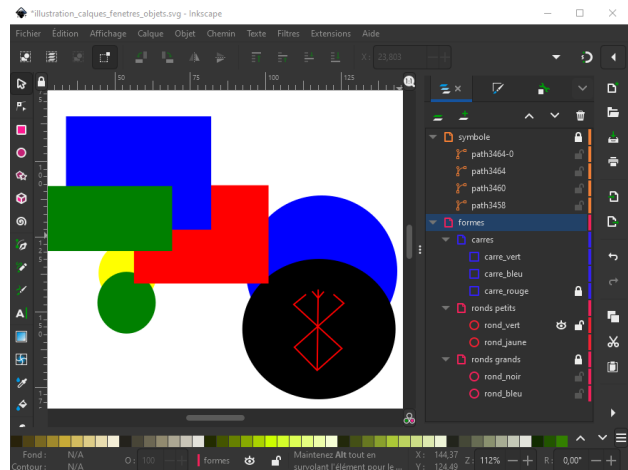 *illustration_calques_fenetres_objets.svg - Inkscape
Fichier Édition Affichage Calque Objet Chemin Texte Filtres Extensions Aide
X: 23,803
50 75 100 125
symbole
path3464-0
path3464
path3460
path3458
formes
carres
carre_vert
carre_bleu
carre_rouge
ronds petits
rond_vert
rond_jaune
ronds grands
rond_noir
rond_bleu
Fond : N/A O: 100 formes Maintenez Alt tout en X: 144,37 Z: 112% R: 0,00°
Contour : N/A survolant l'élément pour le ... Y: 124,49